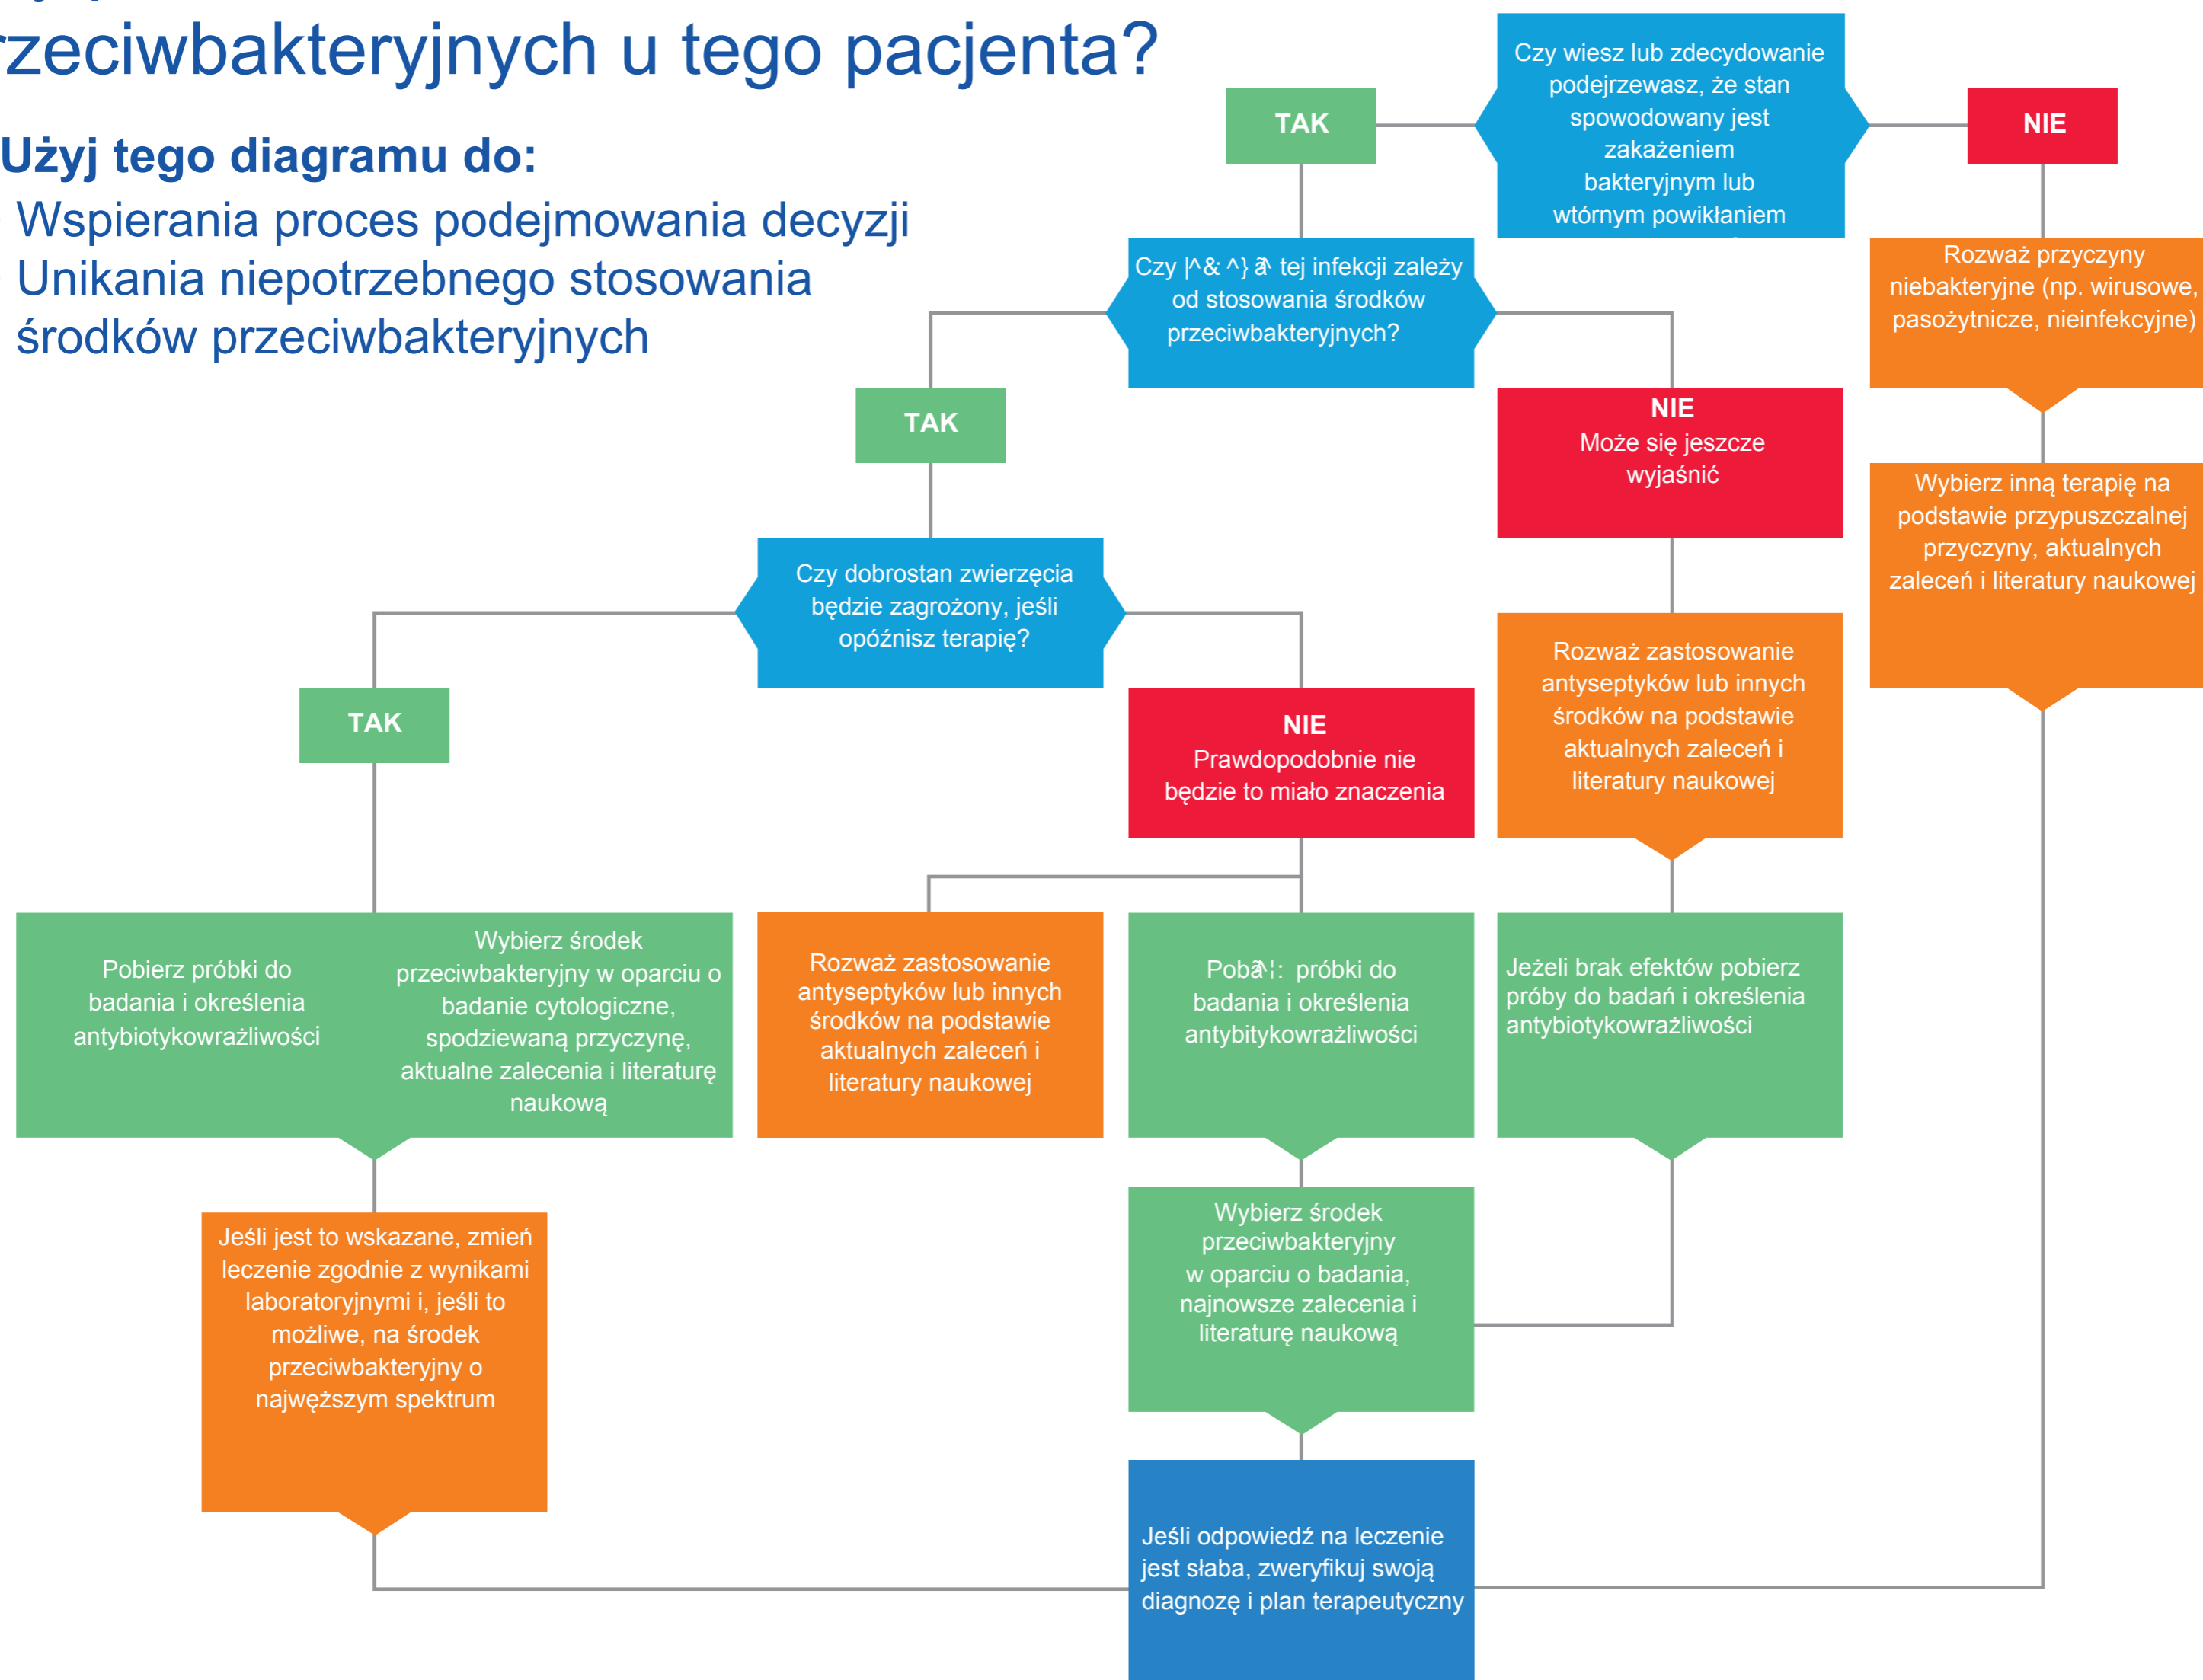 rzeciwbakteryjnych u tego pacjenta?
Użyj tego diagramu do:
Wspierania proces podejmowania decyzji
Unikania niepotrzebnego stosowania
środków przeciwbakteryjnych
Czy wiesz lub zdecydowanie
podejrzewasz, że stan
spowodowany jest
zakażeniem
bakteryjnym lub
wtórnym powikłaniem
TAK
NIE
Czy |^& ^} tej infekcji zależy
od stosowania środków
przeciwbakteryjnych?
Rozważ przyczyny
niebakteryjne (np. wirusowe,
pasożytnicze, nieinfekcyjne)
TAK
NIE
Może się jeszcze
wyjaśnić
Wybierz inną terapię na
podstawie przypuszczalnej
przyczyny, aktualnych
zaleceń i literatury naukowej
Czy dobrostan zwierzęcia
będzie zagrożony, jeśli
opóźnisz terapię?
Rozważ zastosowanie
antyseptyków lub innych
środków na podstawie
aktualnych zaleceń i
literatury naukowej
TAK
NIE
Prawdopodobnie nie
będzie to miało znaczenia
Pobierz próbki do
badania i określenia
antybiotykowrażliwości
Wybierz środek
przeciwbakteryjny w oparciu o
badanie cytologiczne,
spodziewaną przyczynę,
aktualne zalecenia i literaturę
naukową
Rozważ zastosowanie
antyseptyków lub innych
środków na podstawie
aktualnych zaleceń i
literatury naukowej
próbki do
badania i określenia
antybitykowrażliwości
Jeżeli brak efektów pobierz
próby do badań i określenia
antybiotykowrażliwości
Jeśli jest to wskazane, zmień
leczenie zgodnie z wynikami
laboratoryjnymi i, jeśli to
możliwe, na środek
przeciwbakteryjny o
najwęższym spektrum
Wybierz środek
przeciwbakteryjny
w oparciu o badania,
najnowsze zalecenia i
literaturę naukową
Jeśli odpowiedź na leczenie
jest słaba, zweryfikuj swoją
diagnozę i plan terapeutyczny